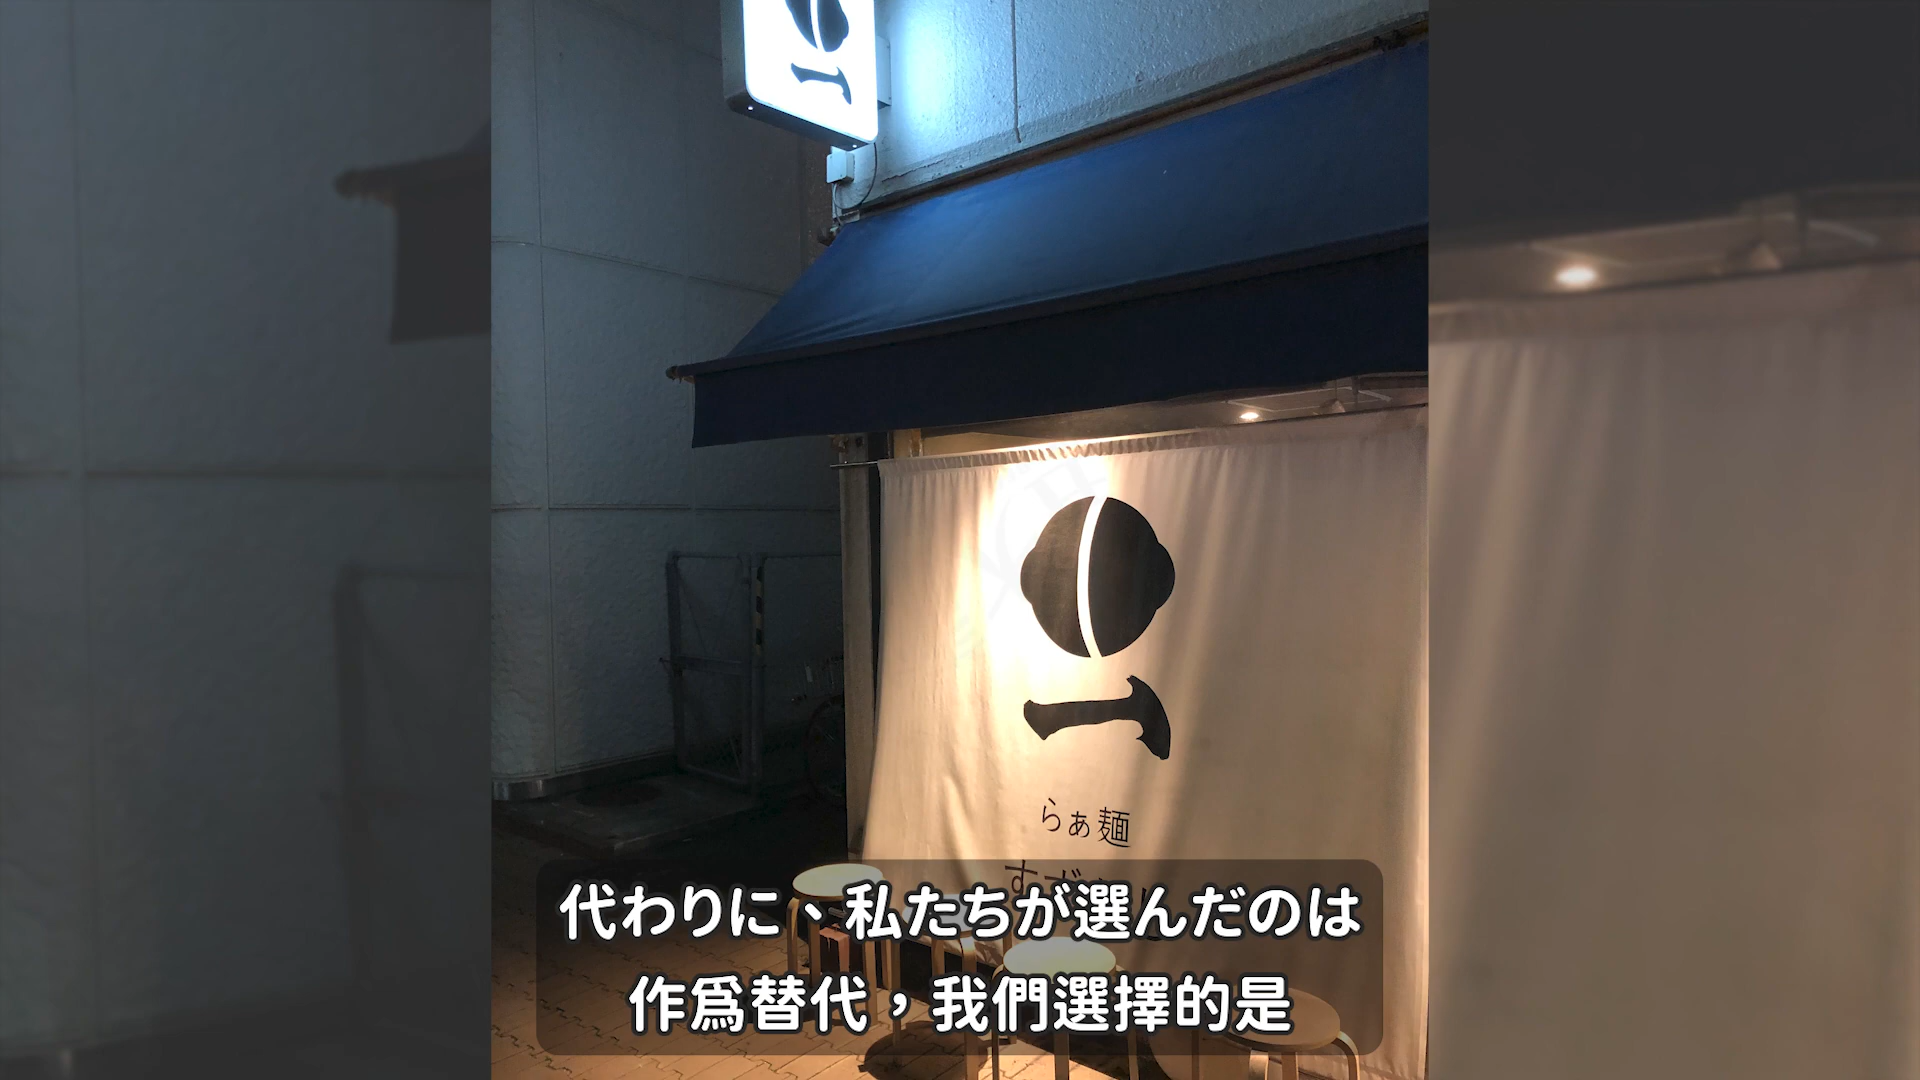 らぁ麺
代わりに、私たちが選んだのは
作爲替代，我們選擇的是